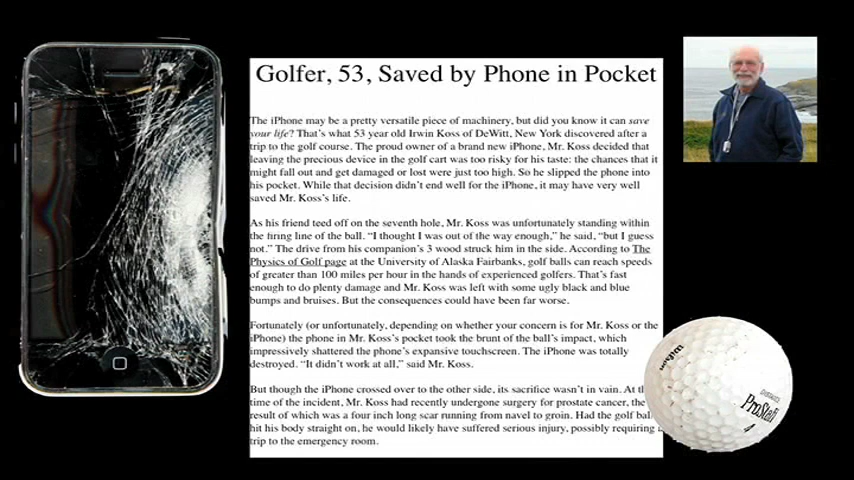 Golfer, 53, Saved by Phone in Pocket
The iPhone may be a pretty versatile piece of machinery, but did you know it can save
your life? That's what 53 year old Irwin Koss of DeWitt, New York discovered after a
trip to the golf course. The proud owner of a brand new iPhone, Mr. Koss decided that
leaving the precious device in the golf cart was too risky for his taste: the chances that it
might fall out and get damaged or lost were just too high. So he slipped the phone into
his pocket. While that decision didn't end well for the iPhone, it may have very well
saved Mr. Koss's life.
As his friend teed off on the seventh hole, Mr. Koss was unfortunately standing within
the firing line of the ball. “I thought I was out of the way enough,” he said, “but I guess
not.” The drive from his companion's 3 wood struck him in the side. According to The
Physics of Golf page at the University of Alaska Fairbanks, golf balls can reach speeds
of greater than 100 miles per hour in the hands of experienced golfers. That's fast
enough to do plenty damage and Mr. Koss was left with some ugly black and blue
bumps and bruises. But the consequences could have been far worse.
Fortunately (or unfortunately, depending on whether your concern is for Mr. Koss or the
iPhone) the phone in Mr. Koss's pocket took the brunt of the ball's impact, which
impressively shattered the phone's expansive touchscreen. The iPhone was totally
destroyed. “It didn't work at all,” said Mr. Koss.
But though the iPhone crossed over to the other side, its sacrifice wasn't in vain. At th
time of the incident, Mr. Koss had recently undergone surgery for prostate cancer, the
result of which was a four inch long scar running from navel to groin. Had the golf ball
hit his body straight on, he would likely have suffered serious injury, possibly requiring
trip to the emergency room.
Wilson
ProStaff